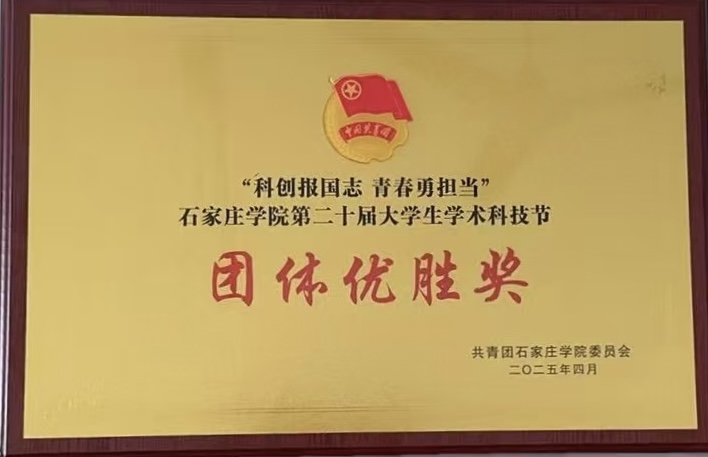 中国共青团
“科创报国志 青春勇担当”
石家庄学院第二十届大学生学术科技节
团体优胜奖
共青团石家庄学院委员会
二〇二五年四月